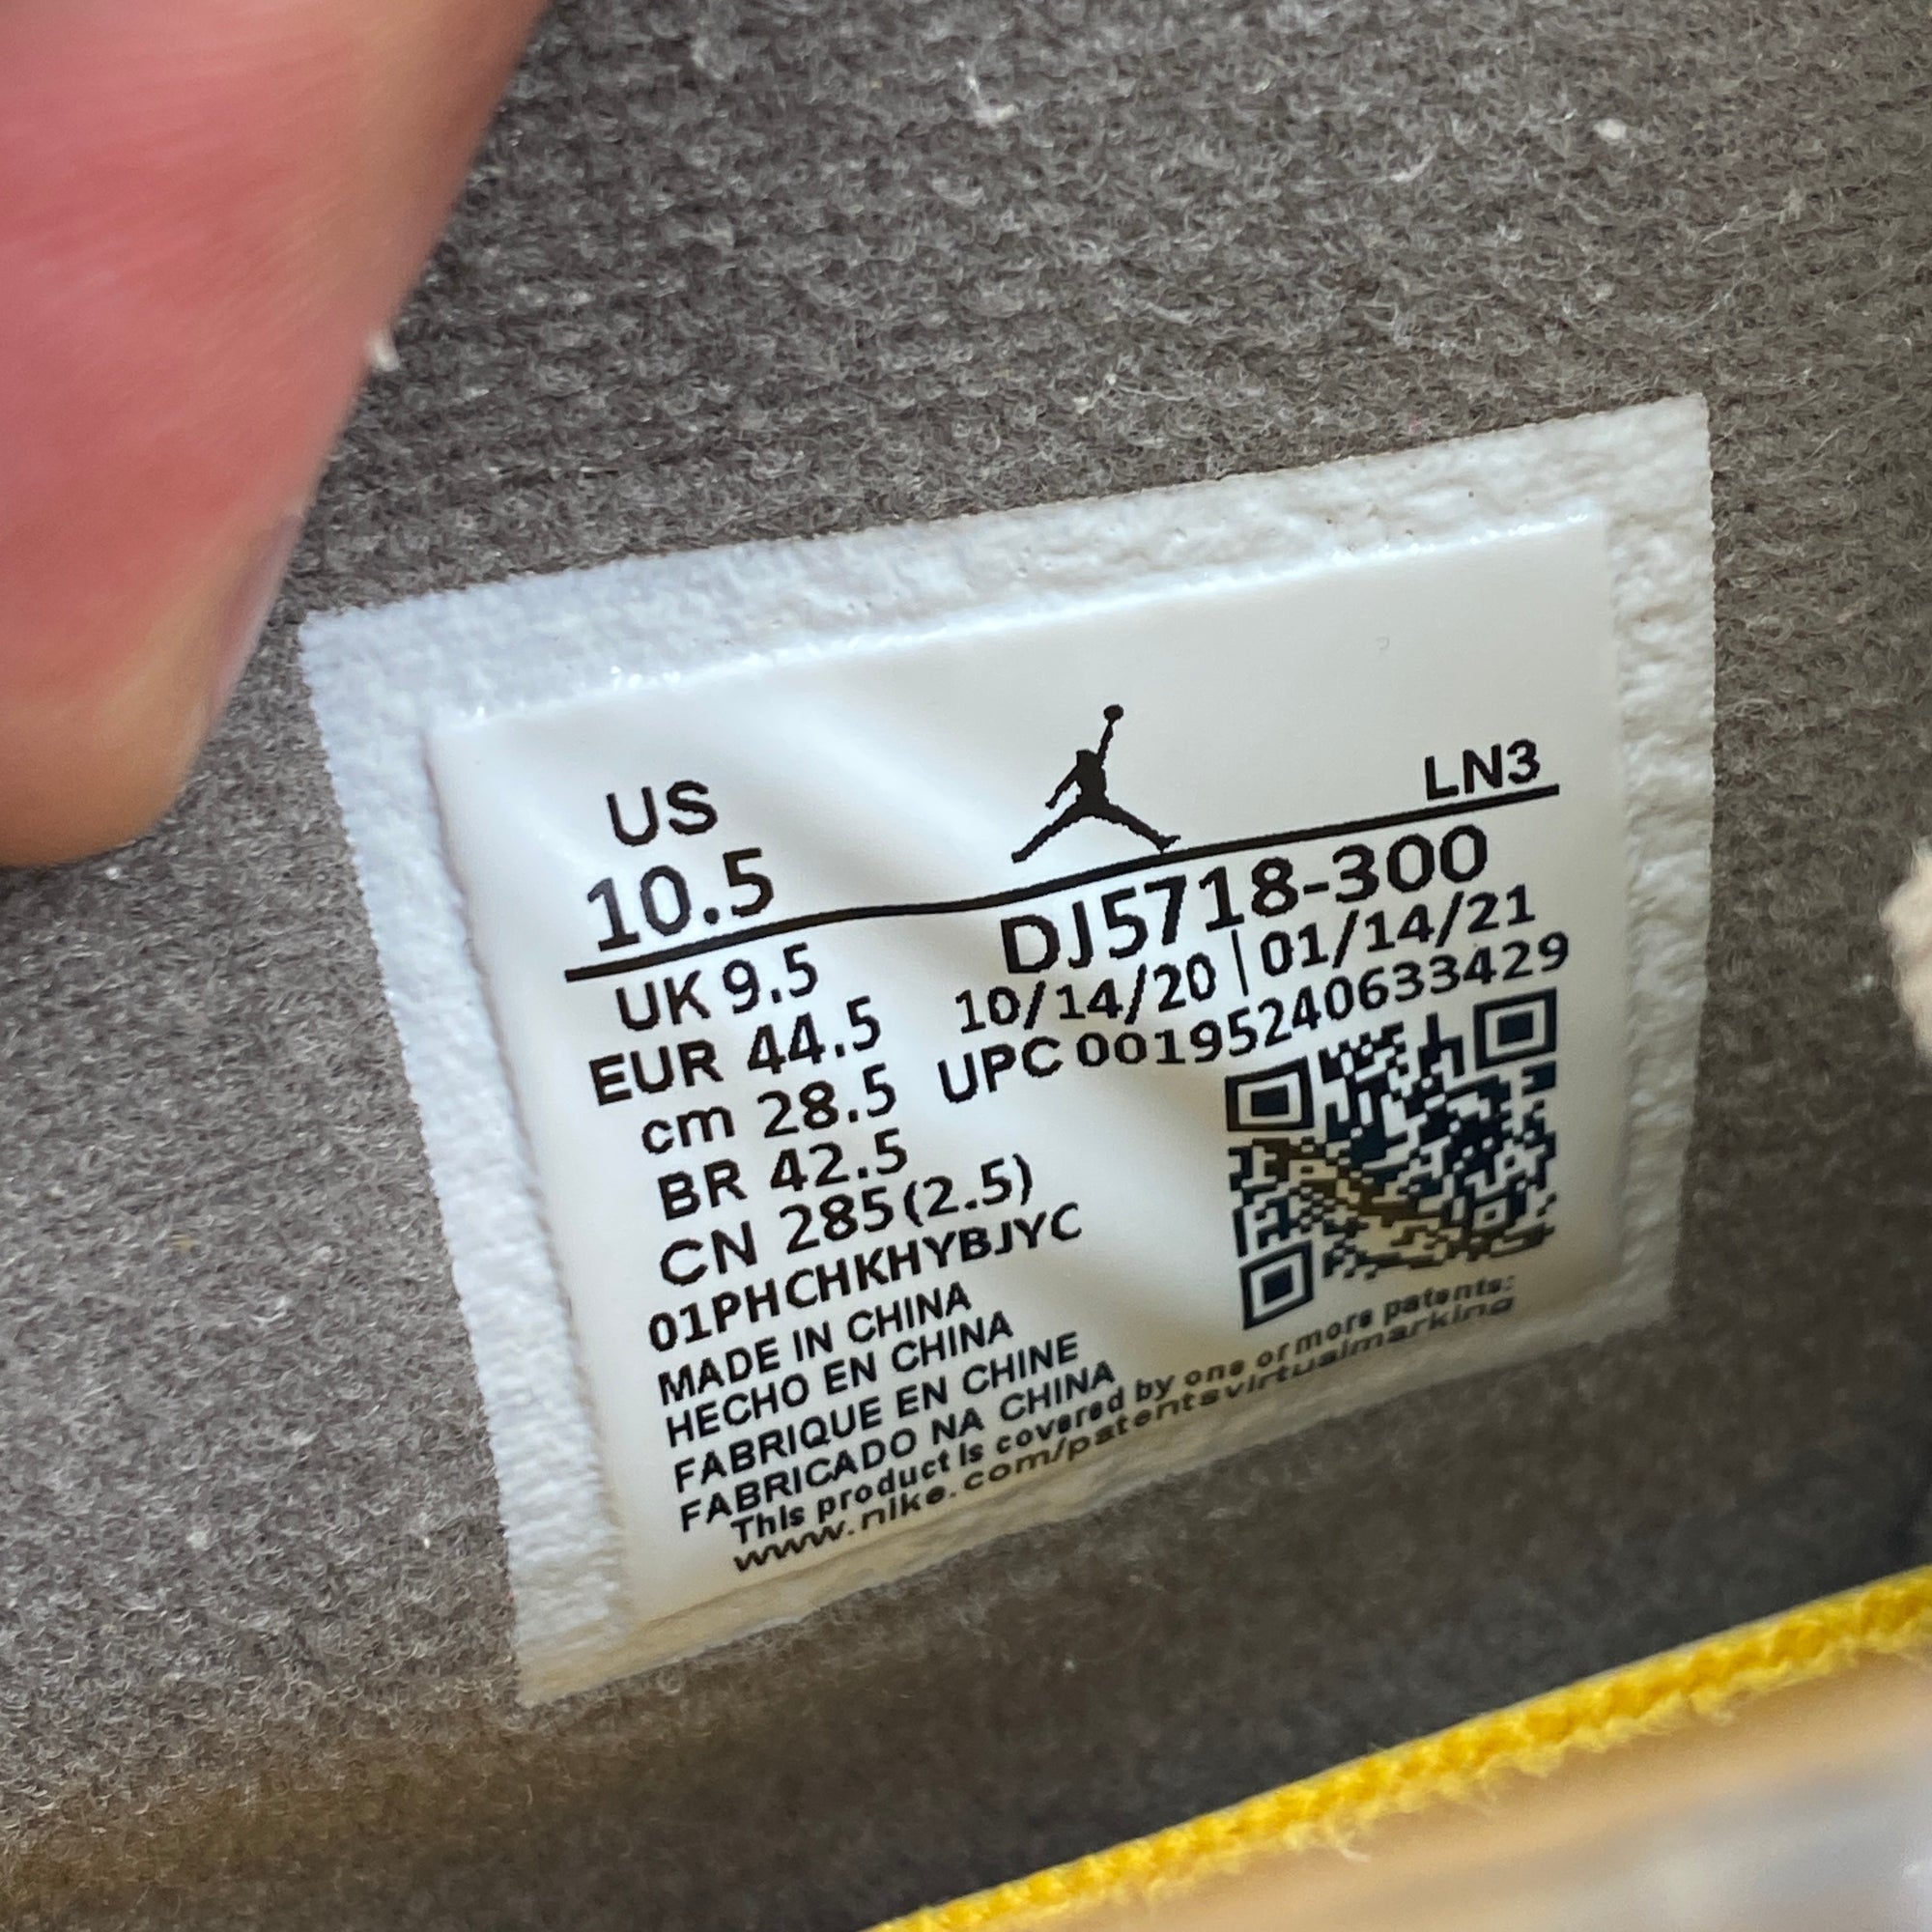 US
10.5
LN3
DJ5718-300
10/14/20 | 01/14/21
UPC 00195240633429
UK 9.5
EUR 44.5
cm 28.5
BR 42.5
CN 285(2.5)
01PHCHKHYBJYC
MADE IN CHINA
HECHO EN CHINA
FABRIQUE EN CHINE
FABRICADO NA CHINA
This product is covered by one or more patents:
www.nike.com/patentsvirtualmarking